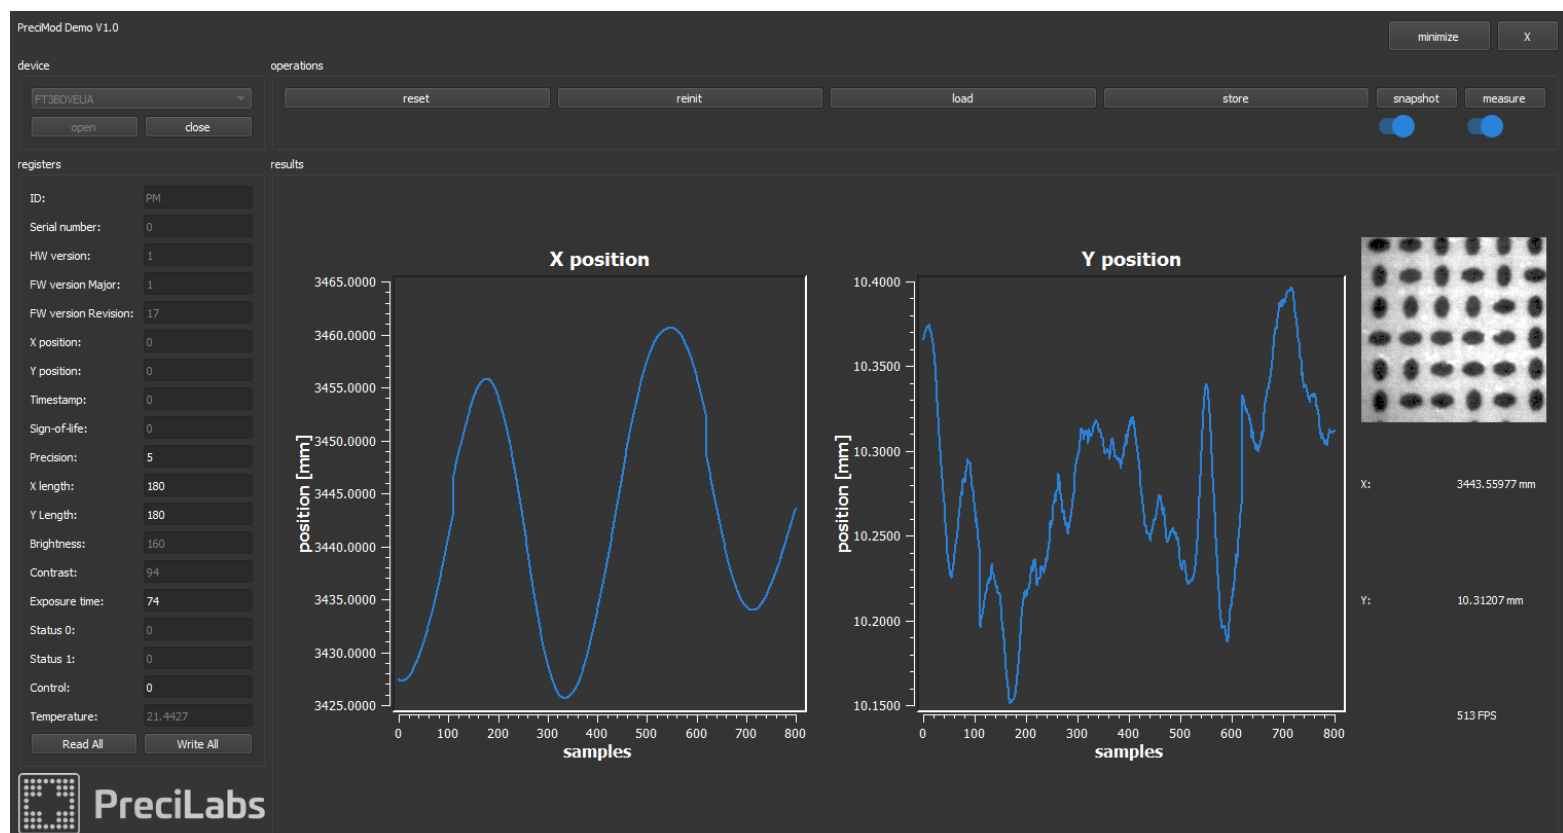 PreciMod Demo V1.0
minimize X
device
FT3BDVEUA
open close
operations
reset reinit load store snapshot measure
registers
ID: PM
Serial number: 0
HW version: 1
FW version Major: 1
FW version Revision: 17
X position: 0
Y position: 0
Timestamp: 0
Sign-of-life: 0
Precision: 5
X length: 180
Y Length: 180
Brightness: 160
Contrast: 94
Exposure time: 74
Status 0: 0
Status 1: 0
Control: 0
Temperature: 21.4427
Read All Write All
PreciLabs
results
X position
position [mm]
3465.0000
3460.0000
3455.0000
3450.0000
3445.0000
3440.0000
3435.0000
3430.0000
3425.0000
0 100 200 300 400 500 600 700 800
samples
Y position
position [mm]
10.4000
10.3500
10.3000
10.2500
10.2000
10.1500
0 100 200 300 400 500 600 700 800
samples
X: 3443.55977 mm
Y: 10.31207 mm
513 FPS